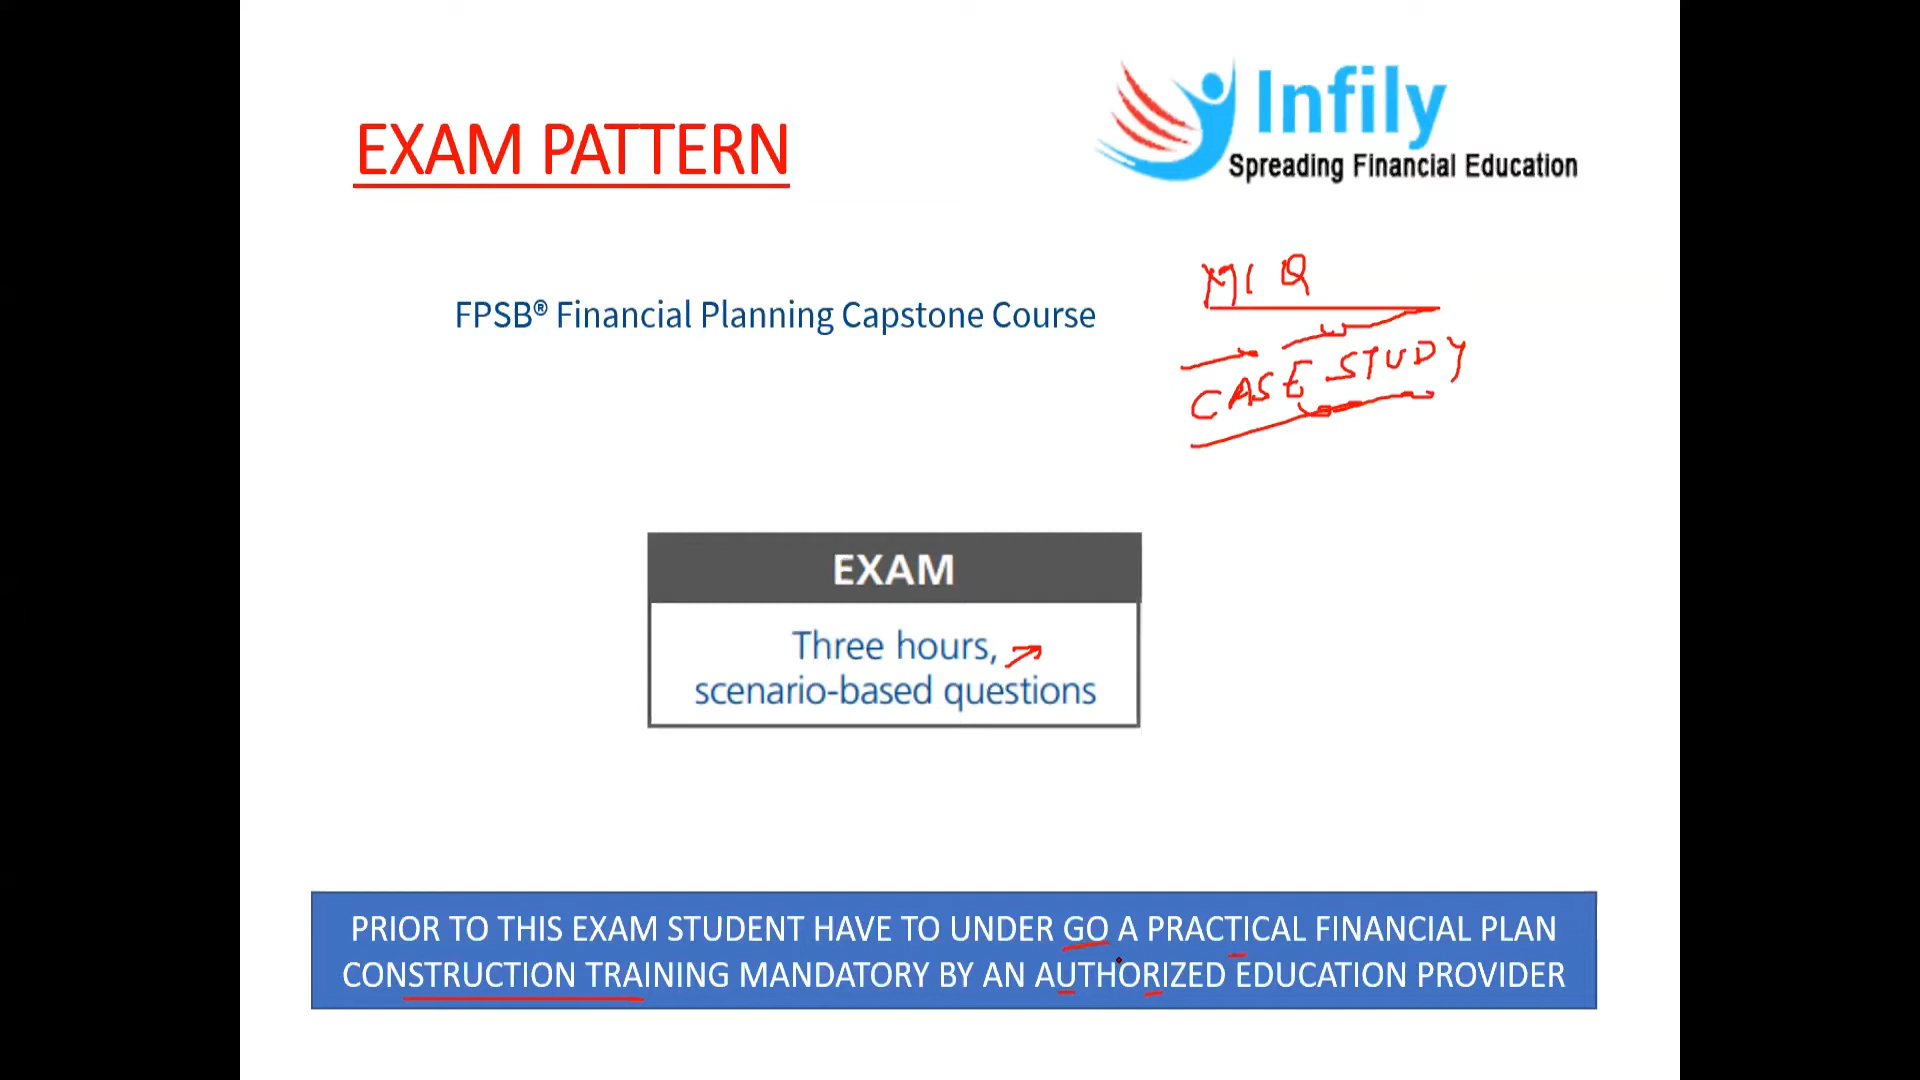 Infily
Spreading Financial Education
EXAM PATTERN
FPSB® Financial Planning Capstone Course
CASE STUDY
EXAM
Three hours,
scenario-based questions
PRIOR TO THIS EXAM STUDENT HAVE TO UNDER GO A PRACTICAL FINANCIAL PLAN
CONSTRUCTION TRAINING MANDATORY BY AN AUTHORIZED EDUCATION PROVIDER